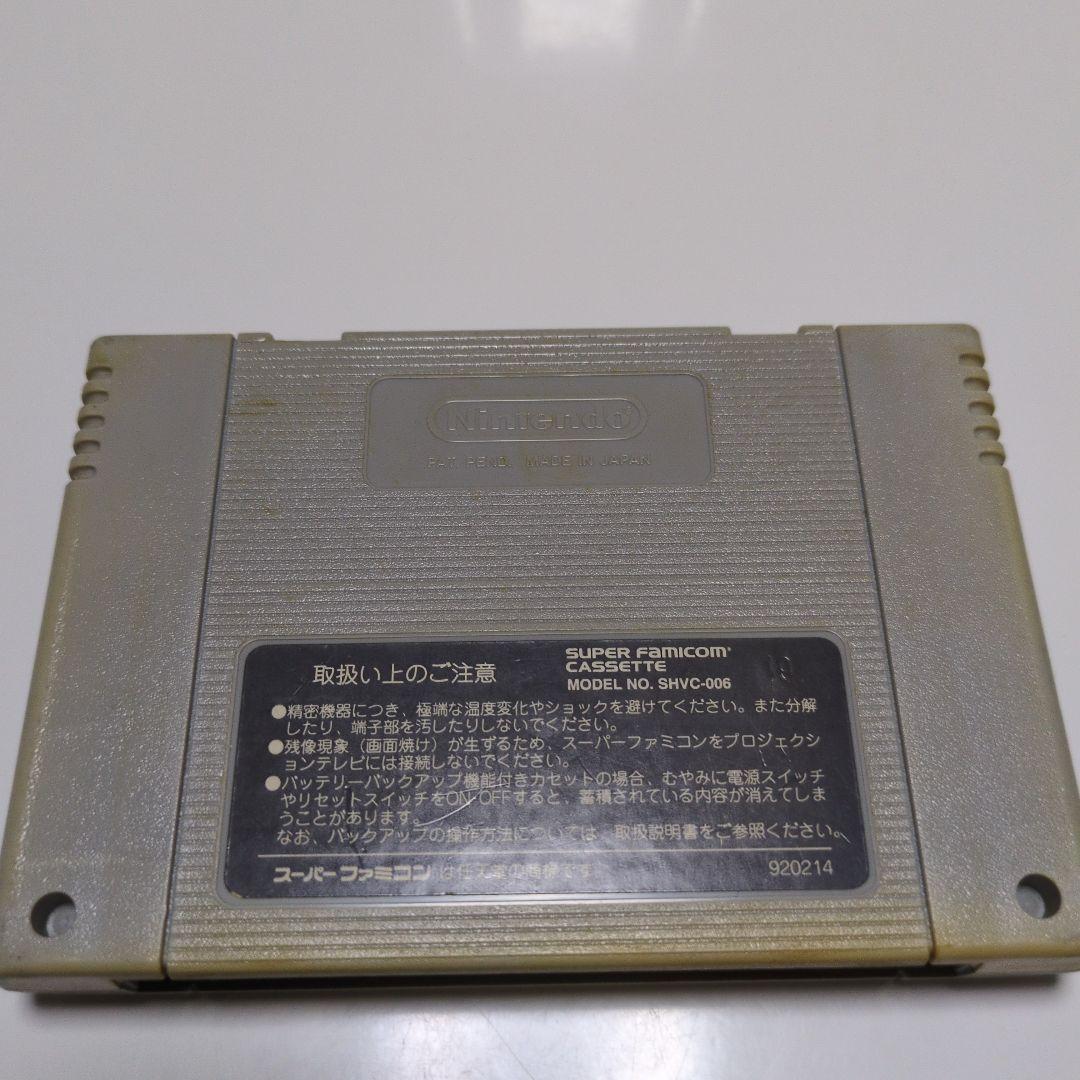 Nintendo
PAT. PEND. MADE IN JAPAN
取扱い上のご注意
SUPER FAMICOM
CASSETTE
MODEL NO. SHVC-006
19
●精密機器につき、極端な温度変化やショックを避けてください。また分解
したり、端子部を汚したりしないでください。
●残像現象(画面焼け)が生ずるため、スーパーファミコンをプロジェクシ
ョンテレビには接続しないでください。
●バッテリーバックアップ機能付きカセットの場合、むやみに電源スイッチ
やリセットスイッチをON/OFFすると、蓄積されている内容が消えてしま
うことがあります。
なお、バックアップの操作方法については、取扱説明書をご参照ください。
スーパーファミコンは任天堂の商標です
920214